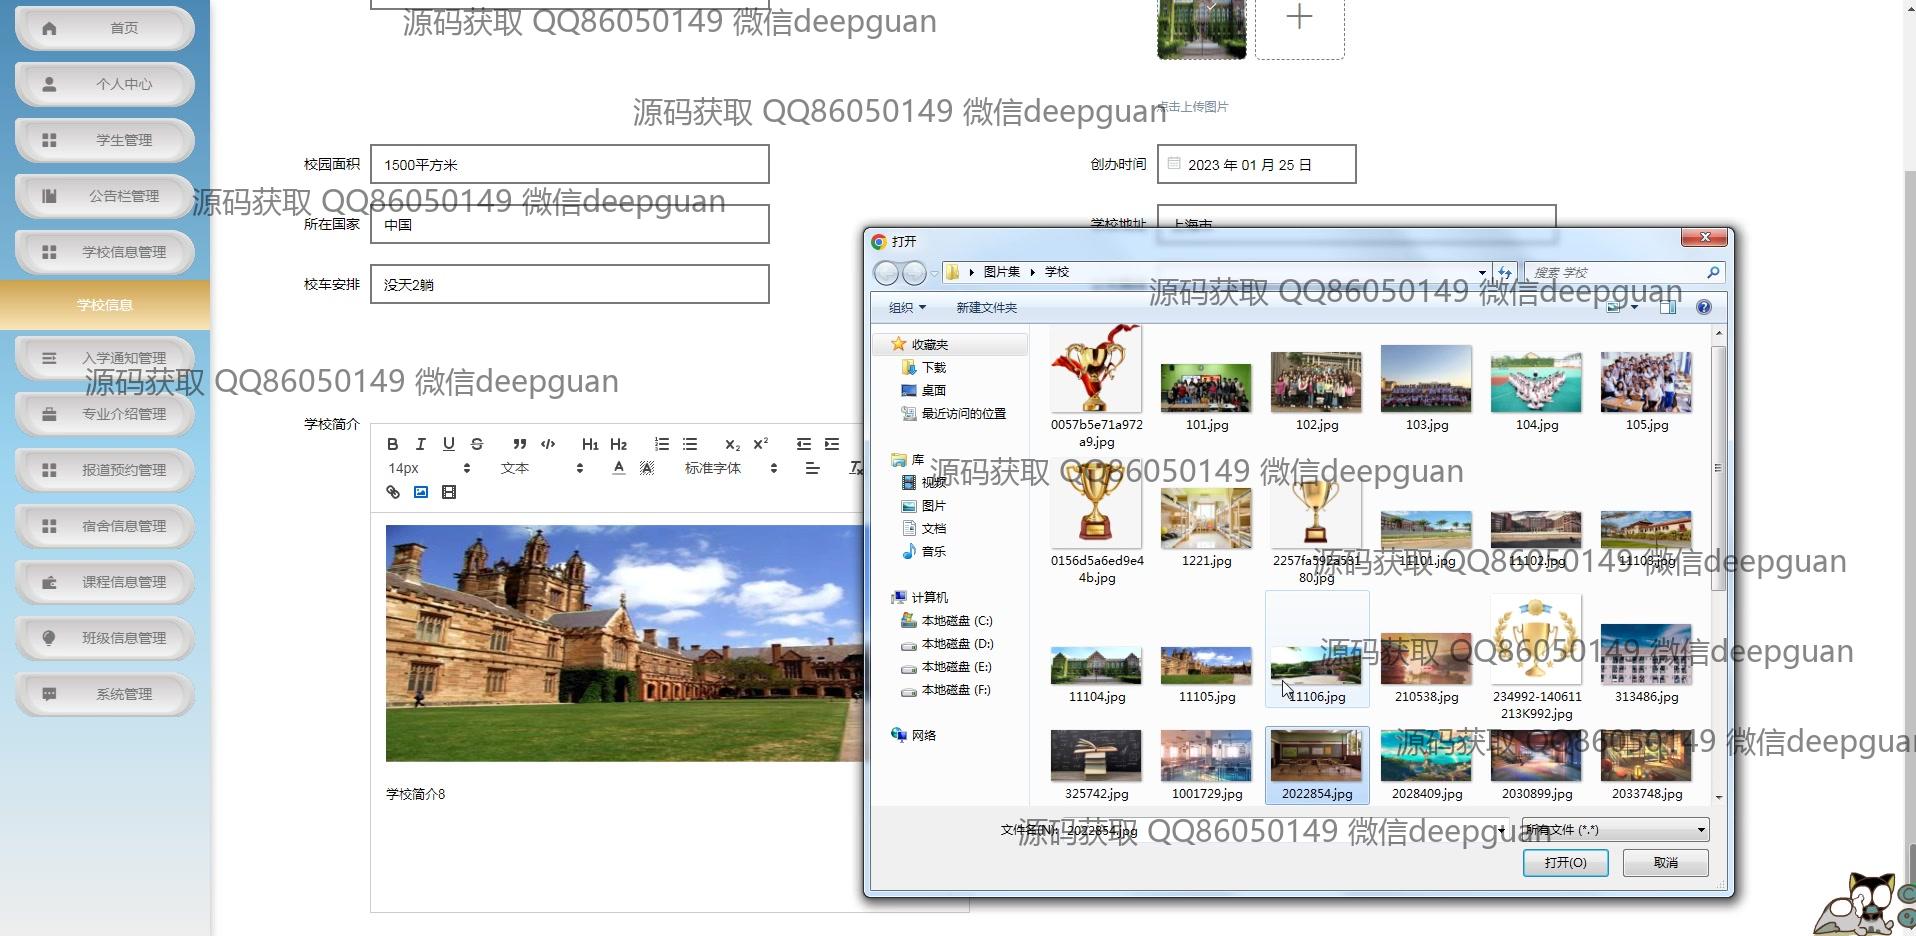 首页
个人中心
学生管理
公告栏管理
学校信息管理
学校信息
入学通知管理
专业介绍管理
报道预约管理
宿舍信息管理
课程信息管理
班级信息管理
系统管理
源码获取 QQ86050149 微信deepguan
源码获取 QQ86050149 微信deepguan
点击上传图片
校园面积 1500平方米
创办时间 2023 年 01 月 25 日
源码获取 QQ86050149 微信deepguan
所在国家 中国
学校地址 上海市
校车安排 没天2躺
源码获取 QQ86050149 微信deepguan
学校简介
B I U S H1 H2 X2 X2
14px 文本 A A 标准字体
学校简介8
打开
图片集 学校
搜索 学校
源码获取 QQ86050149 微信deepguan
组织 新建文件夹
收藏夹
下载
桌面
最近访问的位置
库
视频
图片
文档
音乐
计算机
本地磁盘 (C:)
本地磁盘 (D:)
本地磁盘 (E:)
本地磁盘 (F:)
网络
0057b5e71a972
a9.jpg
101.jpg
102.jpg
103.jpg
104.jpg
105.jpg
源码获取 QQ86050149 微信deepguan
0156d5a6ed9e4
4b.jpg
1221.jpg
2257fa592a531
80.jpg
11101.jpg
11102.jpg
11103.jpg
源码获取 QQ86050149 微信deepguan
源码获取 QQ86050149 微信deepguan
11104.jpg
11105.jpg
11106.jpg
210538.jpg
234992-140611
213K992.jpg
313486.jpg
源码获取 QQ86050149 微信deepguan
325742.jpg
1001729.jpg
2022854.jpg
2028409.jpg
2030899.jpg
2033748.jpg
文件名(N): 2022854.jpg
所有文件 (*.*)
源码获取 QQ86050149 微信deepguan
打开(O)
取消